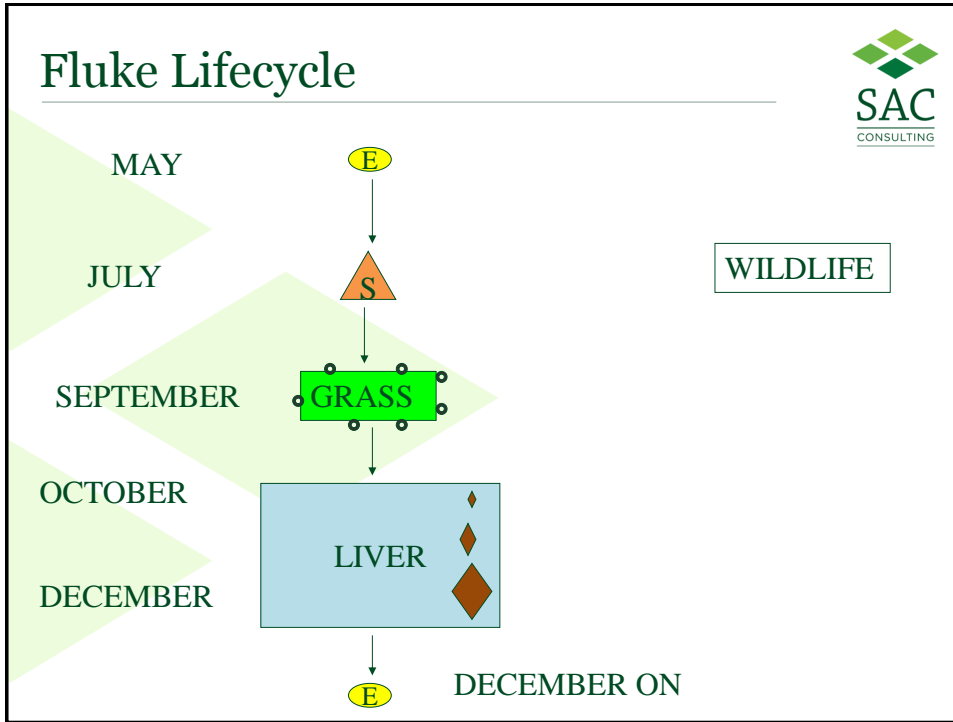 Fluke Lifecycle
SAC
CONSULTING
MAY
E
JULY
S
WILDLIFE
SEPTEMBER
GRASS
OCTOBER
LIVER
DECEMBER
E
DECEMBER ON